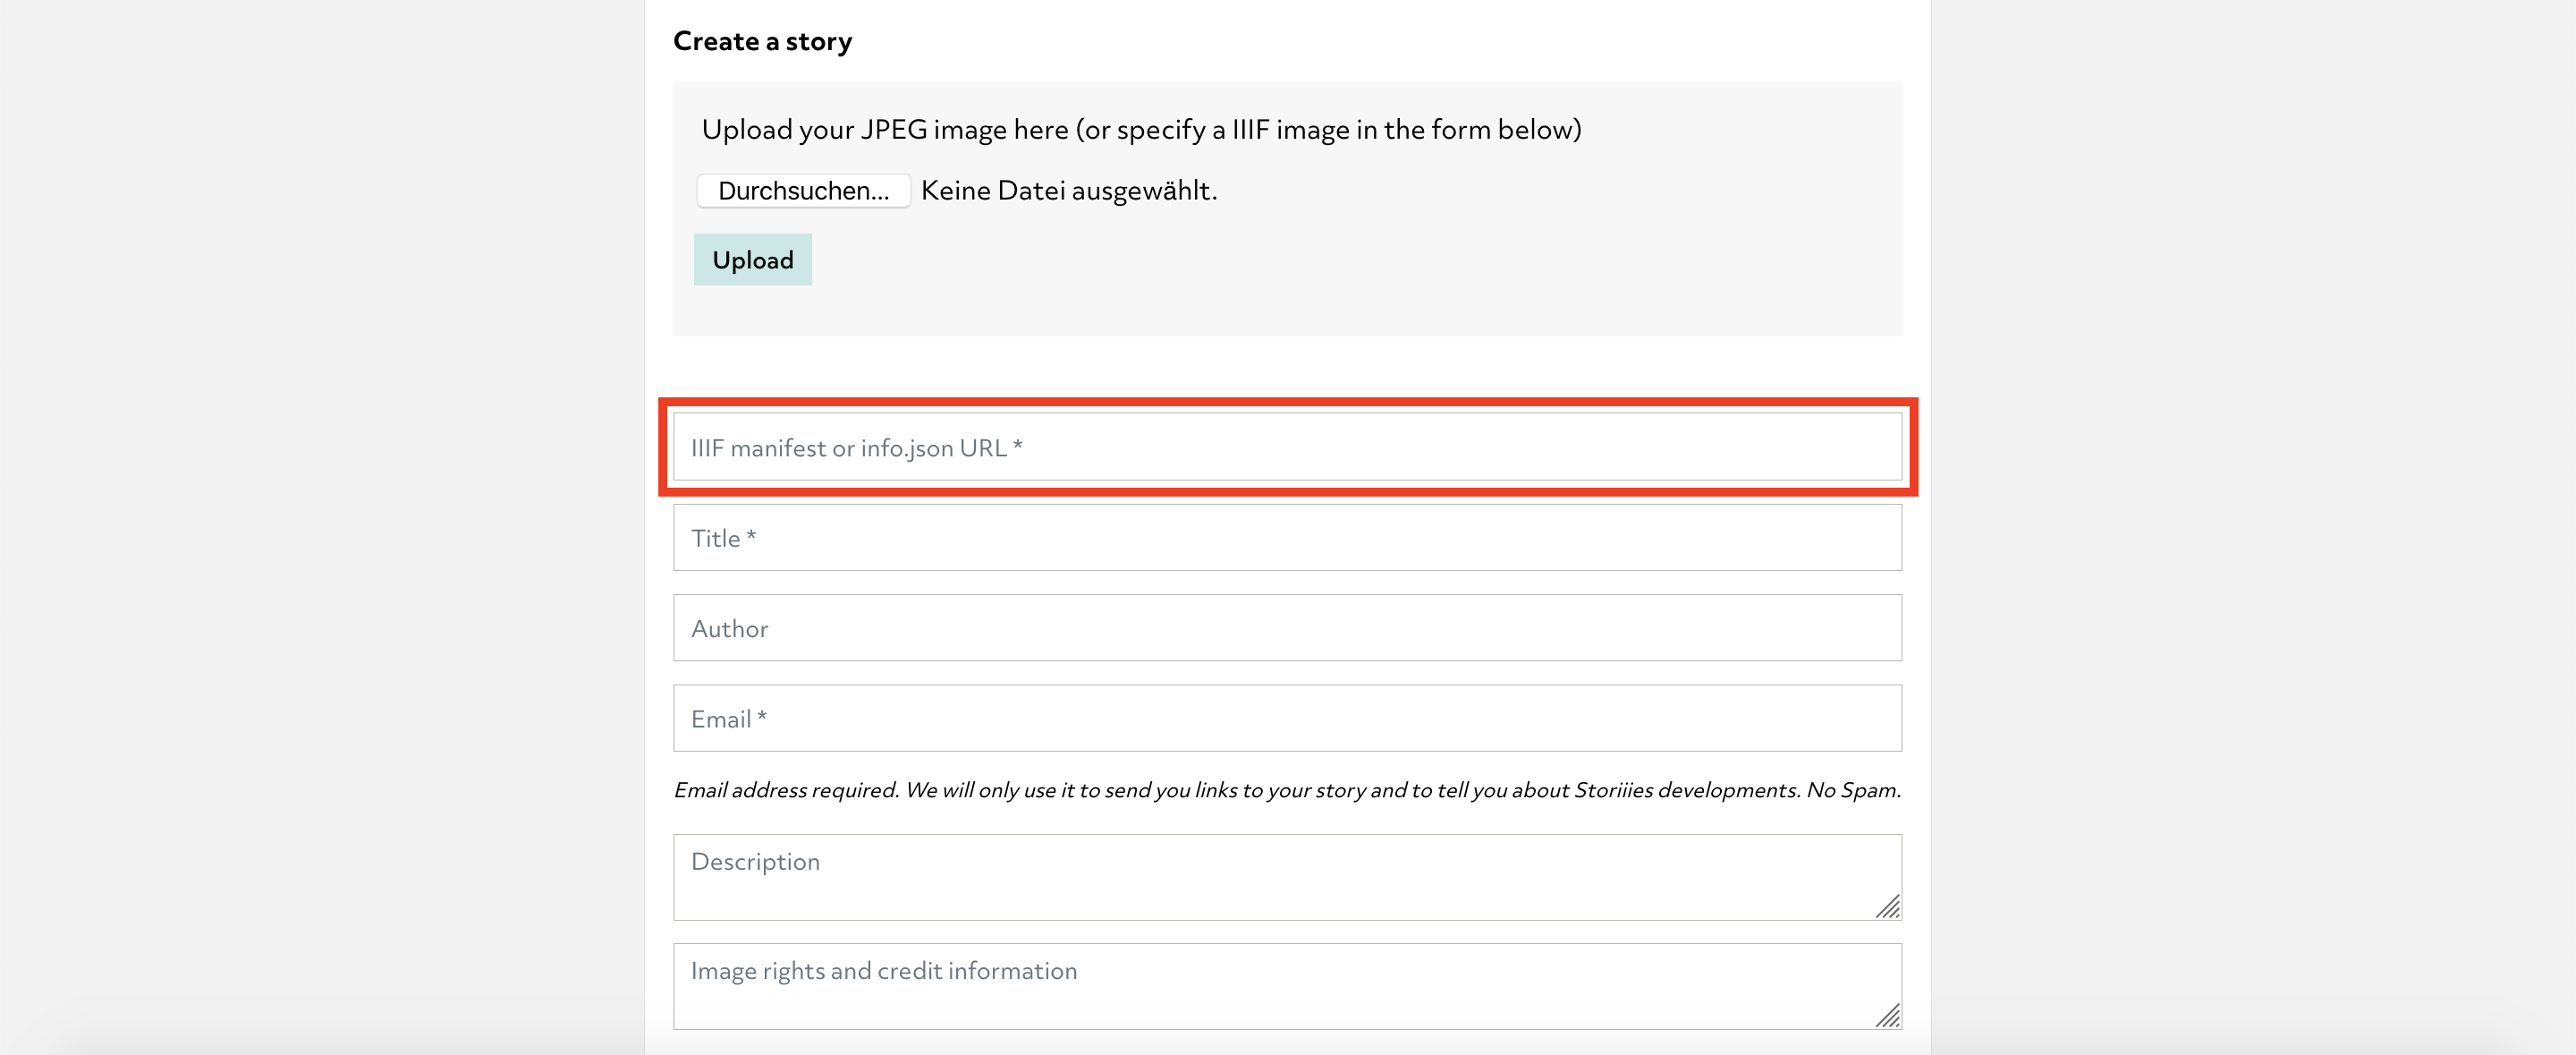 Create a story
Upload your JPEG image here (or specify a IIIF image in the form below)
Durchsuchen... Keine Datei ausgewählt.
Upload
IIIF manifest or info.json URL *
Title *
Author
Email *
Email address required. We will only use it to send you links to your story and to tell you about Storiiies developments. No Spam.
Description
Image rights and credit information